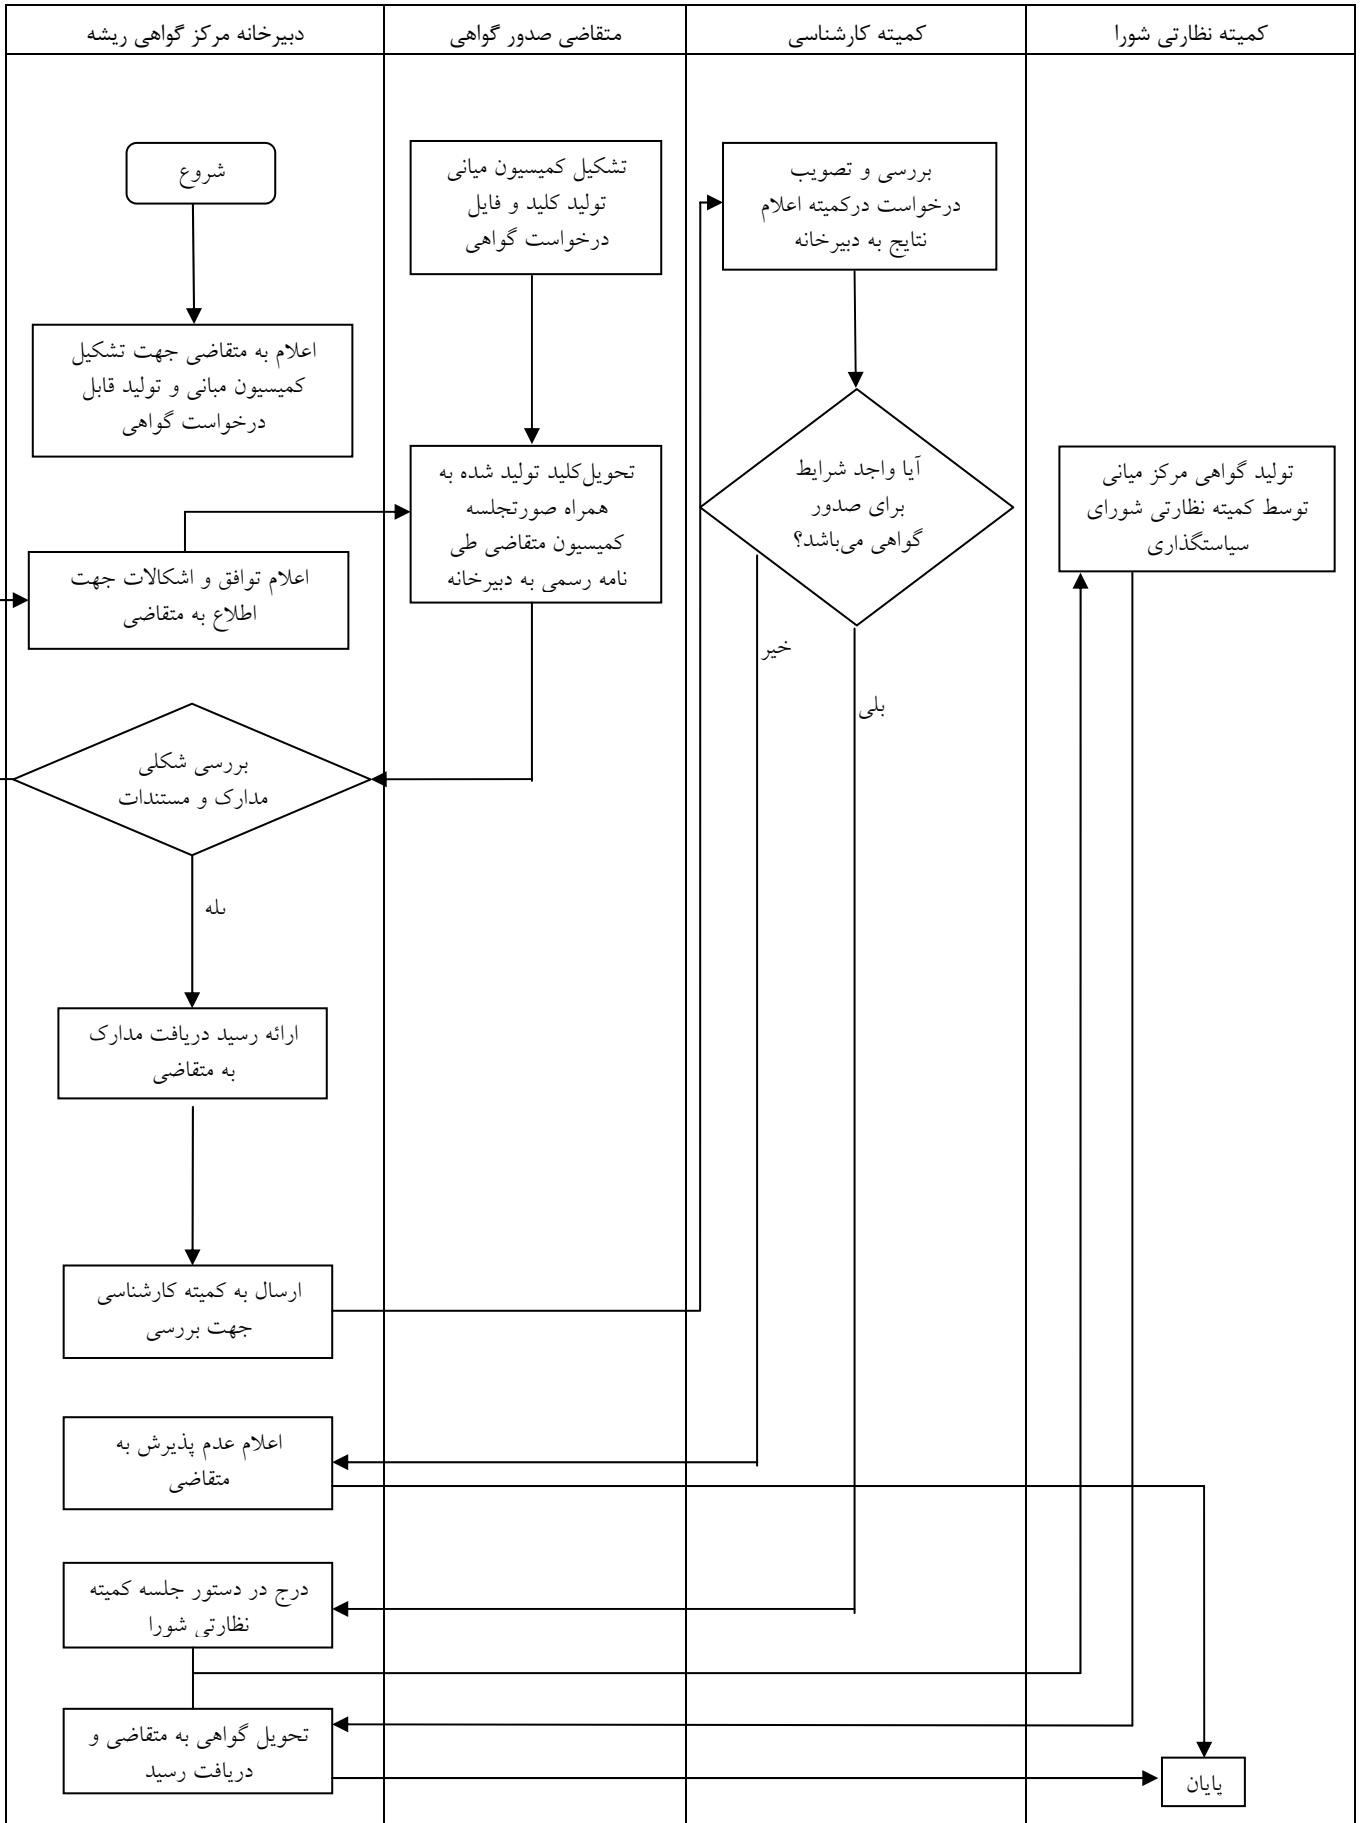 دبیرخانه مرکز گواهی ریشه
متقاضی صدور گواهی
کمیته کارشناسی
کمیته نظارتی شورا
شروع
اعلام به متقاضی جهت تشکیل
کمیسیون مبانی و تولید قابل
درخواست گواهی
اعلام توافق و اشکالات جهت
اطلاع به متقاضی
بررسی شکلی
مدارک و مستندات
بله
ارائه رسید دریافت مدارک
به متقاضی
ارسال به کمیته کارشناسی
جهت بررسی
اعلام عدم پذیرش به
متقاضی
درج در دستور جلسه کمیته
نظارتی شورا
تحویل گواهی به متقاضی و
دریافت رسید
تشکیل کمیسیون میانی
تولید کلید و فایل
درخواست گواهی
تحویل‌کلید تولید شده به
همراه صورتجلسه
کمیسیون متقاضی طی
نامه رسمی به دبیرخانه
بررسی و تصویب
درخواست درکمیته اعلام
نتایج به دبیرخانه
آیا واجد شرایط
برای صدور
گواهی می‌باشد؟
خیر
بلی
تولید گواهی مرکز میانی
توسط کمیته نظارتی شورای
سیاستگذاری
پایان